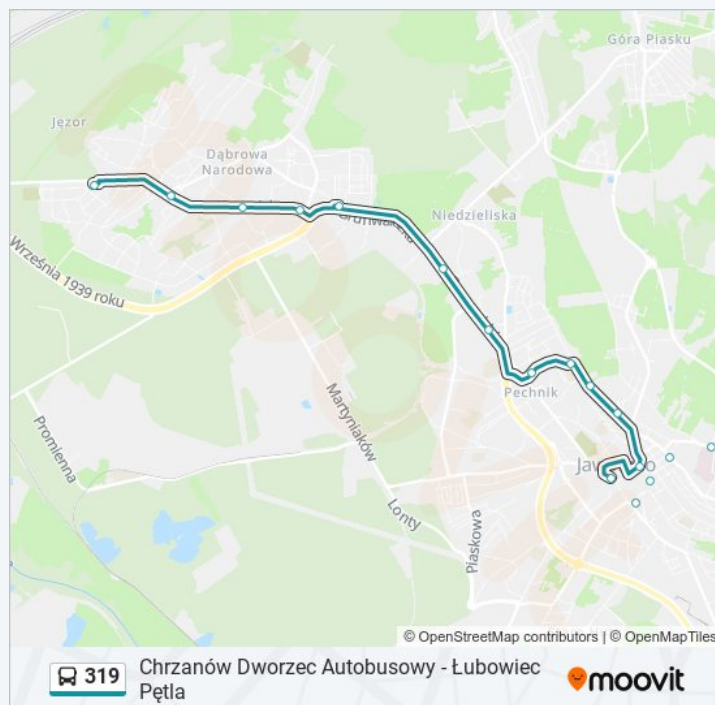 Góra Piasku
Jęzor
Dąbrowa
Narodowa
Niedzieliska
Września 1939 roku
Pechnik
Martyniaków
Promienna
Lonty
Piaskowa
© OpenStreetMap contributors | © OpenMapTiles
319
Chrzanów Dworzec Autobusowy - Łubowiec
Pętla
moovit